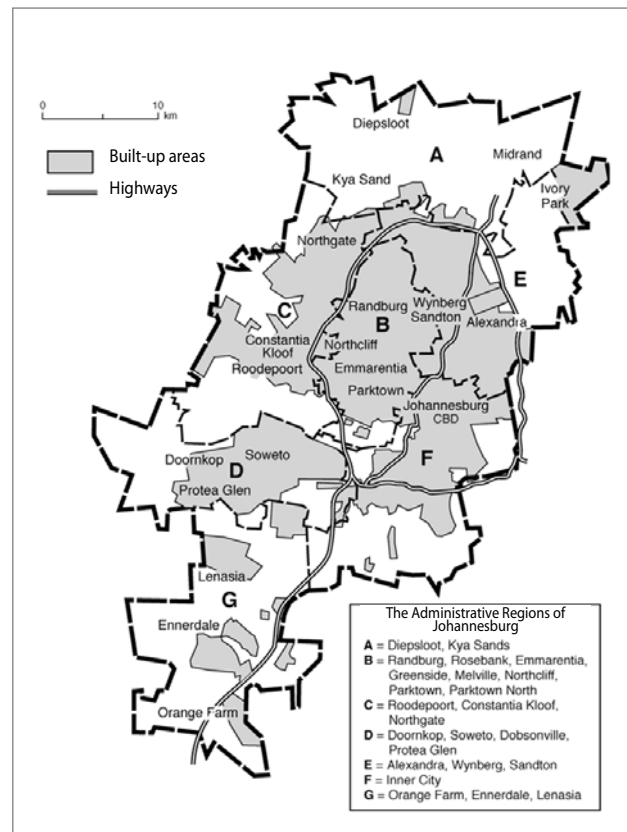 0 10
km
Built-up areas
Highways
Diepsloot
A
Midrand
Kya Sand
Ivory
Park
Northgate
E
C
Randburg
Wynberg
Sandton
B
Alexandra
Constantia
Kloof
Northcliff
Roodepoort
Emmarentia
Parktown
Johannesburg
CBD
Doornkop
Soweto
F
D
Protea Glen
Lenasia
G
Ennerdale
Orange Farm
The Administrative Regions of
Johannesburg
A = Diepsloot, Kya Sands
B = Randburg, Rosebank, Emmarentia,
Greenside, Melville, Northcliff,
Parktown, Parktown North
C = Roodepoort, Constantia Kloof,
Northgate
D = Doornkop, Soweto, Dobsonville,
Protea Glen
E = Alexandra, Wynberg, Sandton
F = Inner City
G = Orange Farm, Ennerdale, Lenasia